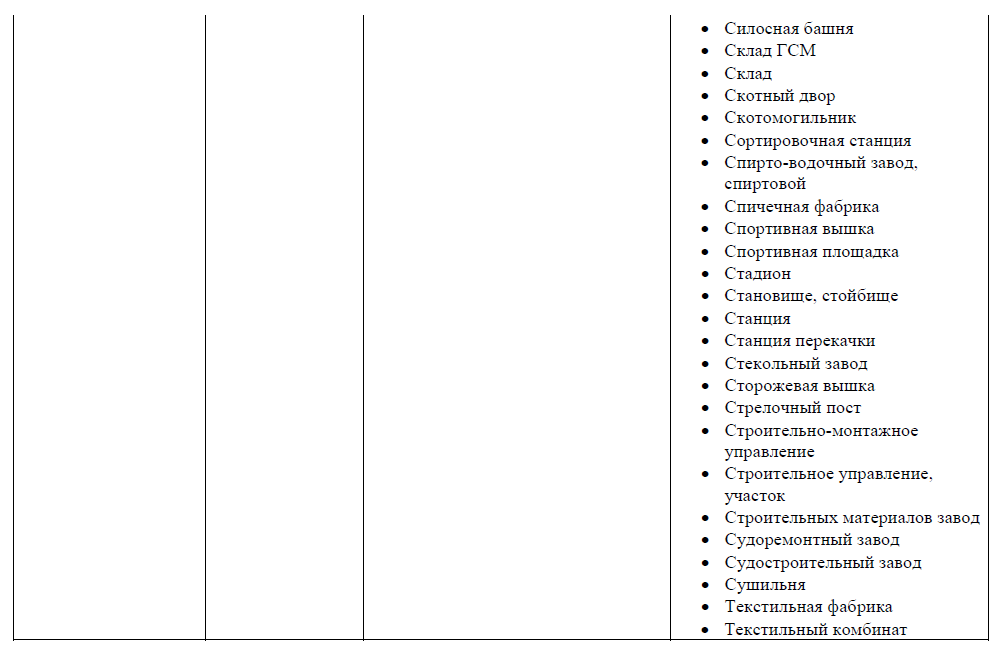 • Силосная башня
• Склад ГСМ
• Склад
• Скотный двор
• Скотомогильник
• Сортировочная станция
• Спирто-водочный завод,
спиртовой
• Спичечная фабрика
• Спортивная вышка
• Спортивная площадка
• Стадион
• Становище, стойбище
• Станция
• Станция перекачки
• Стекольный завод
• Сторожевая вышка
• Стрелочный пост
• Строительно-монтажное
управление
• Строительное управление,
участок
• Строительных материалов завод
• Судоремонтный завод
• Судостроительный завод
• Сушильня
• Текстильная фабрика
• Текстильный комбинат